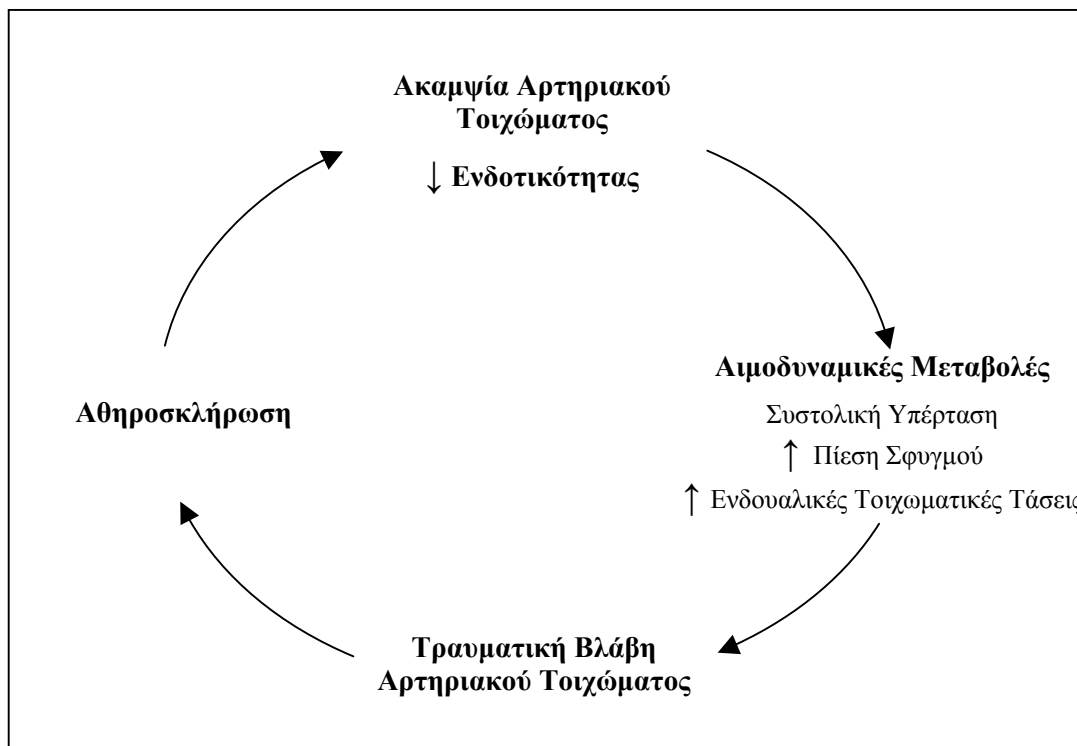 Ακαμψία Αρτηριακού
Τοιχώματος
↓ Ενδοτικότητας
Αιμοδυναμικές Μεταβολές
Συστολική Υπέρταση
↑ Πίεση Σφυγμού
↑ Ενδουαλικές Τοιχωματικές Τάσεις
Τραυματική Βλάβη
Αρτηριακού Τοιχώματος
Αθηροσκλήρωση